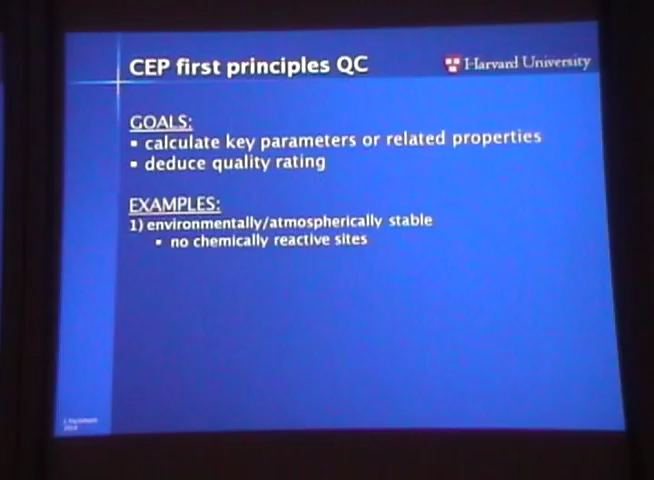 CEP first principles QC
Harvard University
GOALS:
▪ calculate key parameters or related properties
▪ deduce quality rating
EXAMPLES:
1) environmentally/atmospherically stable
▪ no chemically reactive sites